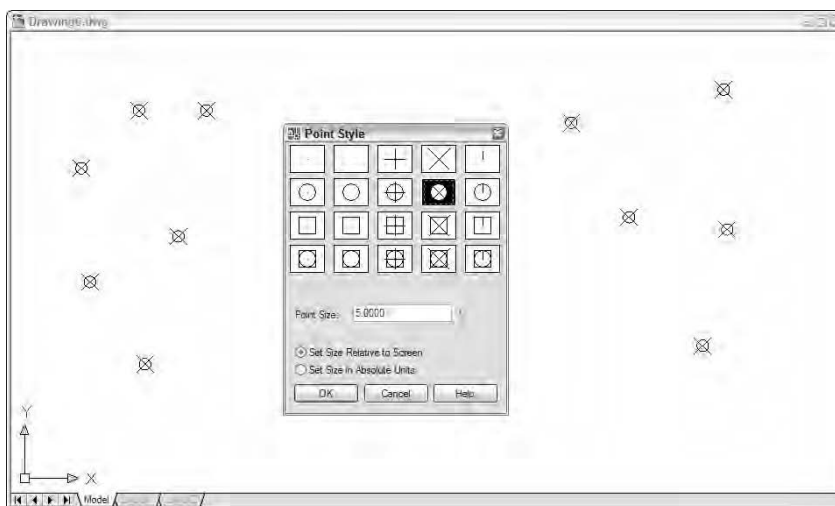 Drawing6.dwg
Point Style
Point Size: 5.0000
Set Size Relative to Screen
Set Size in Absolute Units
OK Cancel Help
Y
X
Model